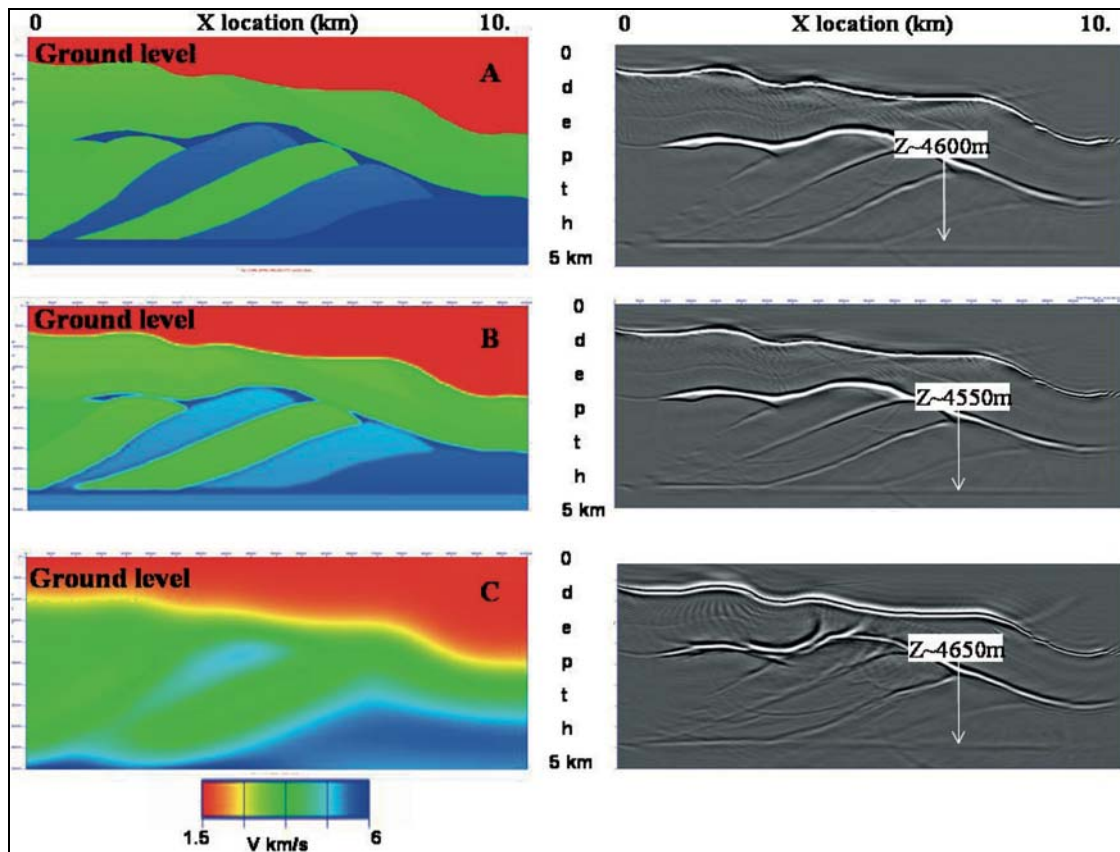 0 X location (km) 10. 0 X location (km) 10.
Ground level
A
0
d
e
p
t
h
5 km
Z~4600m
Ground level
B
0
d
e
p
t
h
5 km
Z~4550m
Ground level
C
0
d
e
p
t
h
5 km
Z~4650m
1.5 6
V km/s